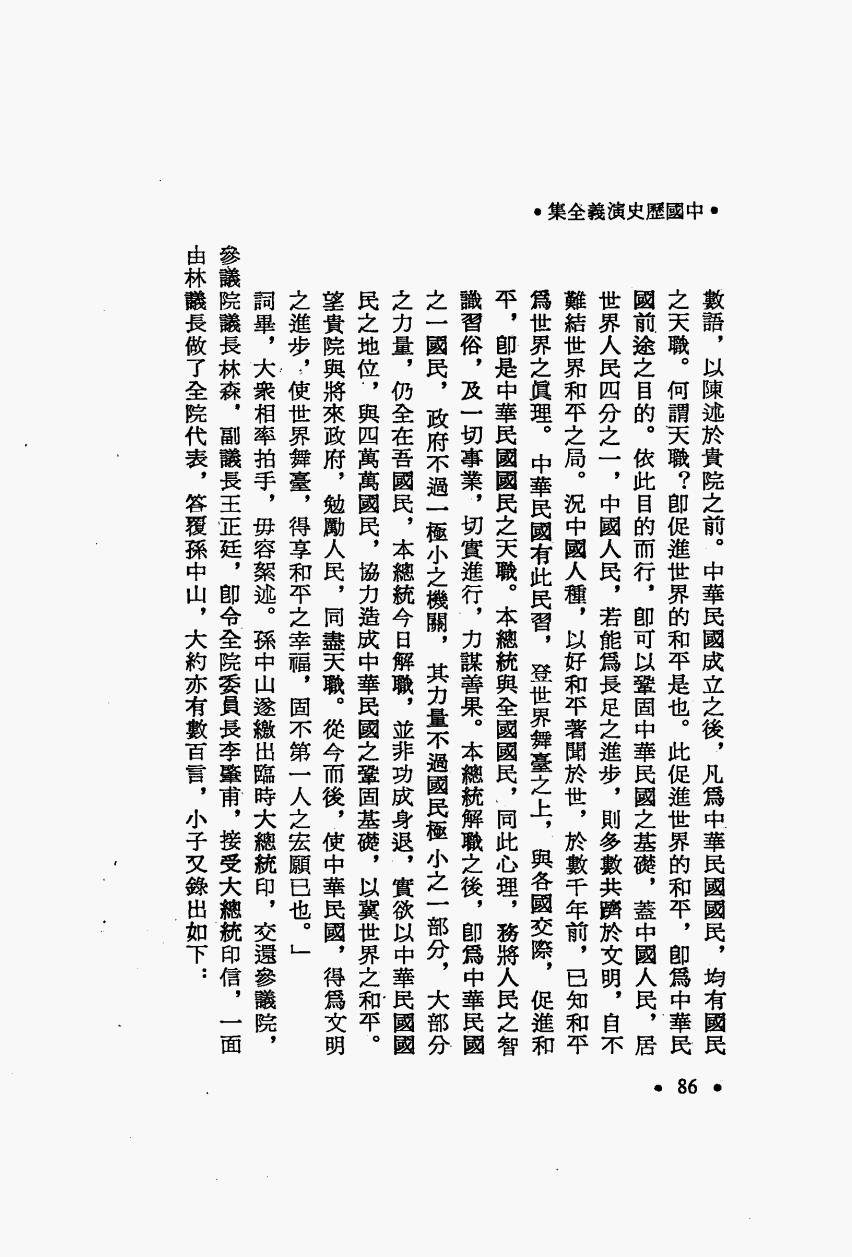 •中國歷史演義全集•
數語，以陳述於貴院之前。中華民國成立之後，凡爲中華民國國民，均有國民
之天職。何謂天職？卽促進世界的和平是也。此促進世界的和平，卽爲中華民
國前途之目的。依此目的而行，卽可以鞏固中華民國之基礎，蓋中國人民，居
世界人民四分之一，中國人民，若能爲長足之進步，則多數共躋於文明，自不
難結世界和平之局。況中國人種，以好和平著聞於世，於數千年前，已知和平
爲世界之眞理。中華民國有此民習，登世界舞臺之上，與各國交際，促進和
平，卽是中華民國國民之天職。本總統與全國國民，同此心理，務將人民之智
識習俗，及一切事業，切實進行，力謀善果。本總統解職之後，卽爲中華民國
之一國民，政府不過一極小之機關，其力量不過國民極小之一部分，大部分
之力量，仍全在吾國民，本總統今日解職，並非功成身退，實欲以中華民國國
民之地位，與四萬萬國民，協力造成中華民國之鞏固基礎，以冀世界之和平。
望貴院與將來政府，勉勵人民，同盡天職。從今而後，使中華民國，得爲文明
之進步，使世界舞臺，得享和平之幸福，固不第一人之宏願已也。」
詞畢，大衆相率拍手，毋容絮述。孫中山遂繳出臨時大總統印，交還參議院，
參議院議長林森，副議長王正廷，卽令全院委員長李肇甫，接受大總統印信，一面
由林議長做了全院代表，答覆孫中山，大約亦有數百言，小子又錄出如下：
• 86 •